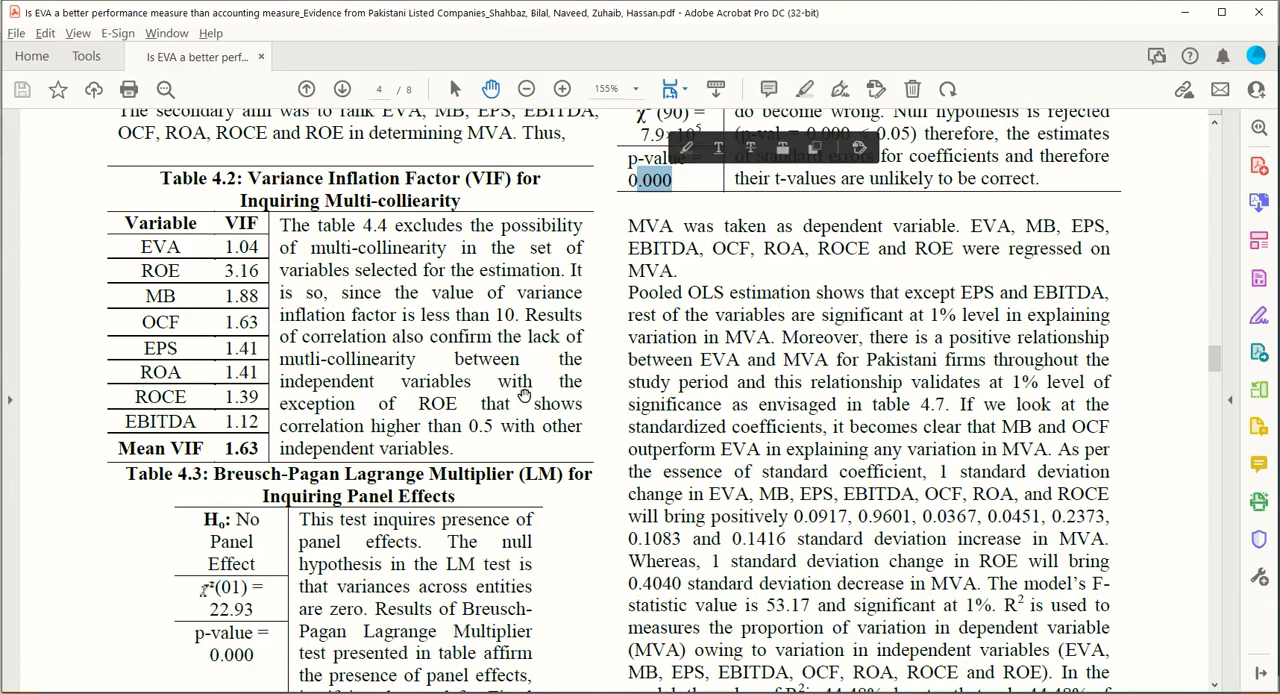 Is EVA a better performance measure than accounting measure_Evidence from Pakistani Listed Companies_Shahbaz, Bilal, Naveed, Zuhaib, Hassan.pdf - Adobe Acrobat Pro DC (32-bit)
File Edit View E-Sign Window Help
Home Tools Is EVA a better perf... ×
4 / 8 155%
The secondary aim was to rank EVA, MB, EPS, EBITDA,
OCF, ROA, ROCE and ROE in determining MVA. Thus,
Table 4.2: Variance Inflation Factor (VIF) for
Inquiring Multi-colliearity
Variable VIF
EVA 1.04
ROE 3.16
MB 1.88
OCF 1.63
EPS 1.41
ROA 1.41
ROCE 1.39
EBITDA 1.12
Mean VIF 1.63
The table 4.4 excludes the possibility
of multi-collinearity in the set of
variables selected for the estimation. It
is so, since the value of variance
inflation factor is less than 10. Results
of correlation also confirm the lack of
mutli-collinearity between the
independent variables with the
exception of ROE that shows
correlation higher than 0.5 with other
independent variables.
Table 4.3: Breusch-Pagan Lagrange Multiplier (LM) for
Inquiring Panel Effects
Ho: No
Panel
Effect
χ²(01) =
22.93
p-value =
0.000
This test inquires presence of
panel effects. The null
hypothesis in the LM test is
that variances across entities
are zero. Results of Breusch-
Pagan Lagrange Multiplier
test presented in table affirm
the presence of panel effects,
χ² (90) =
7.9×10⁵
p-value =
0.000
do become wrong. Null hypothesis is rejected
(p-val = 0.000 < 0.05) therefore, the estimates
of standard errors for coefficients and therefore
their t-values are unlikely to be correct.
MVA was taken as dependent variable. EVA, MB, EPS,
EBITDA, OCF, ROA, ROCE and ROE were regressed on
MVA.
Pooled OLS estimation shows that except EPS and EBITDA,
rest of the variables are significant at 1% level in explaining
variation in MVA. Moreover, there is a positive relationship
between EVA and MVA for Pakistani firms throughout the
study period and this relationship validates at 1% level of
significance as envisaged in table 4.7. If we look at the
standardized coefficients, it becomes clear that MB and OCF
outperform EVA in explaining any variation in MVA. As per
the essence of standard coefficient, 1 standard deviation
change in EVA, MB, EPS, EBITDA, OCF, ROA, and ROCE
will bring positively 0.0917, 0.9601, 0.0367, 0.0451, 0.2373,
0.1083 and 0.1416 standard deviation increase in MVA.
Whereas, 1 standard deviation change in ROE will bring
0.4040 standard deviation decrease in MVA. The model's F-
statistic value is 53.17 and significant at 1%. R² is used to
measures the proportion of variation in dependent variable
(MVA) owing to variation in independent variables (EVA,
MB, EPS, EBITDA, OCF, ROA, ROCE and ROE). In the